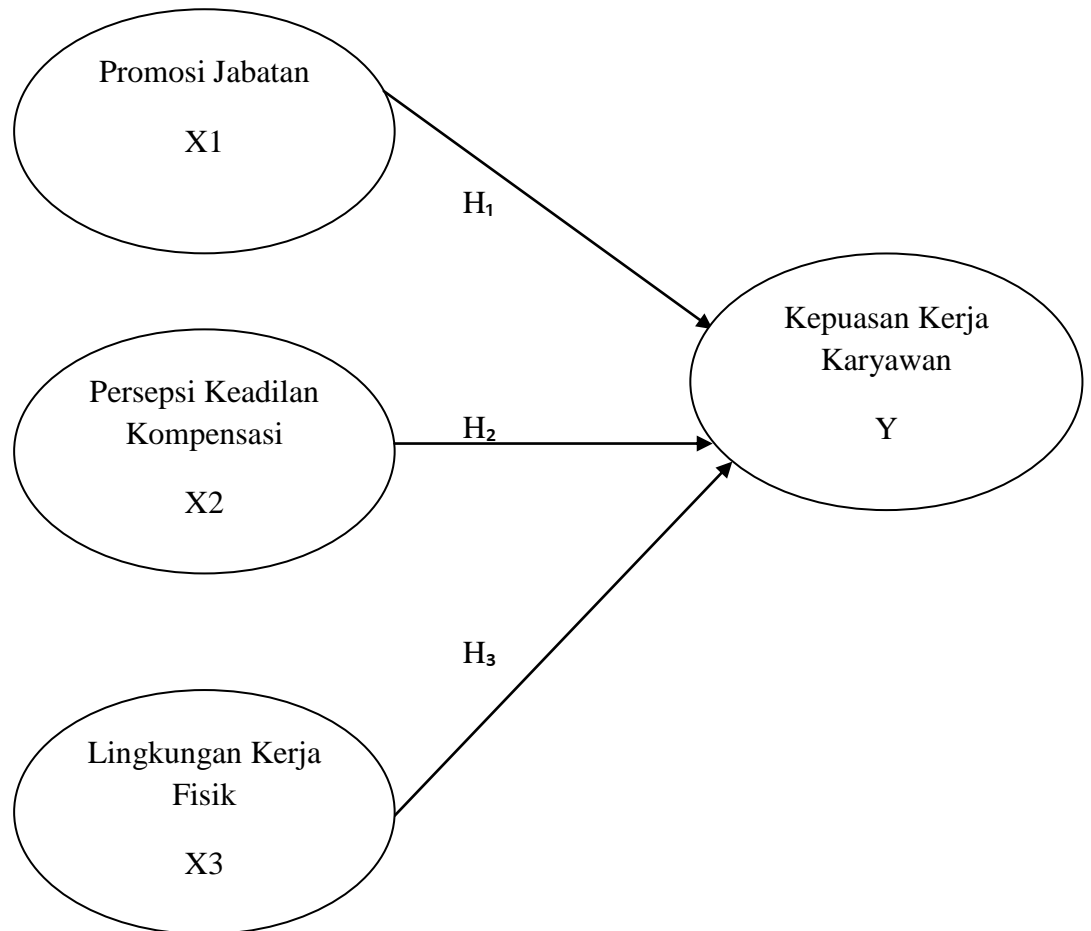 Promosi Jabatan
X1
H₁
Kepuasan Kerja
Karyawan
Y
Persepsi Keadilan
Kompensasi
X2
H₂
H₃
Lingkungan Kerja
Fisik
X3